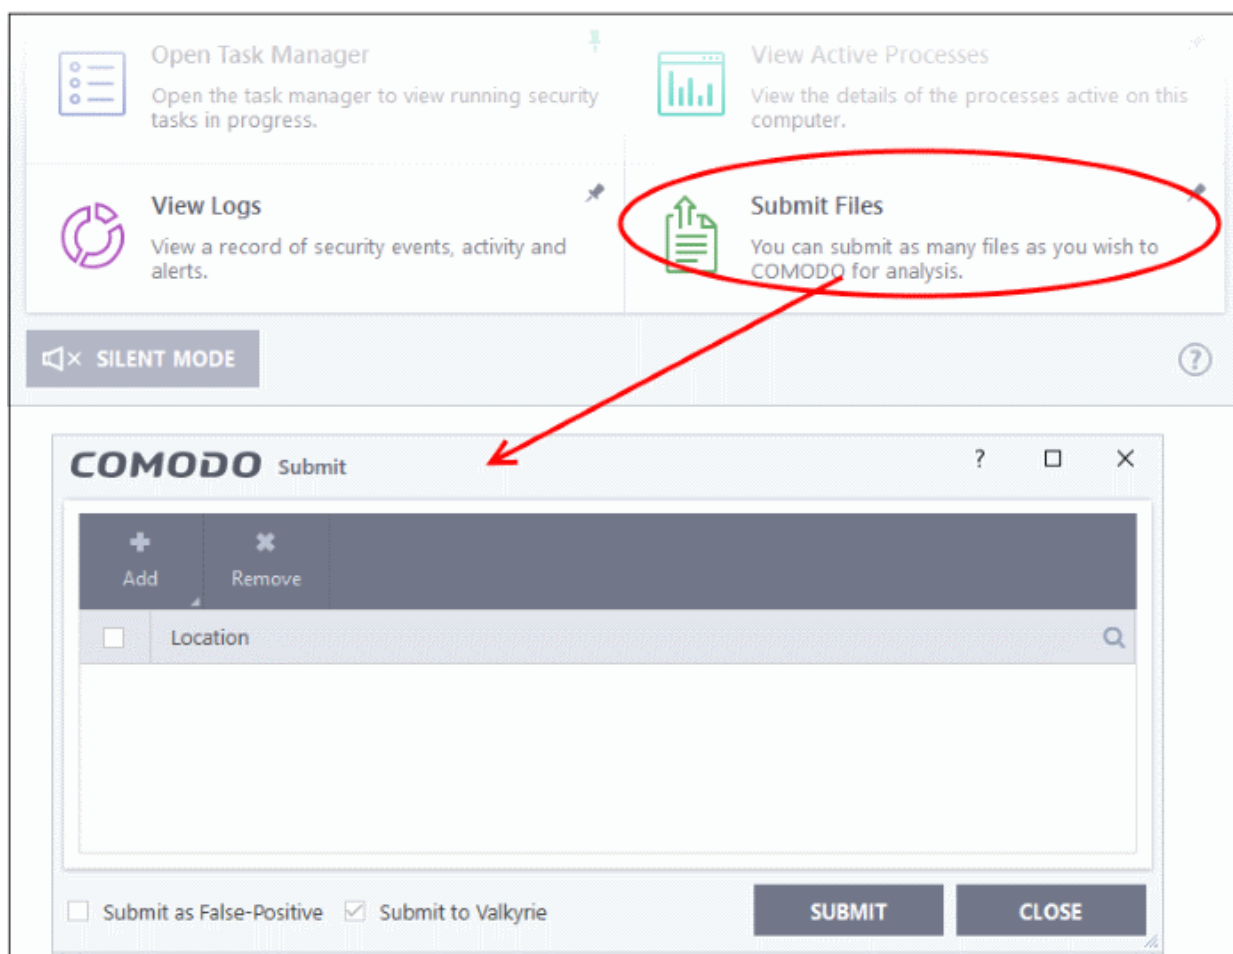 Open Task Manager
Open the task manager to view running security
tasks in progress.
View Active Processes
View the details of the processes active on this
computer.
View Logs
View a record of security events, activity and
alerts.
Submit Files
You can submit as many files as you wish to
COMODO for analysis.
SILENT MODE
?
COMODO Submit
?
Add
Remove
Location
Submit as False-Positive
Submit to Valkyrie
SUBMIT
CLOSE